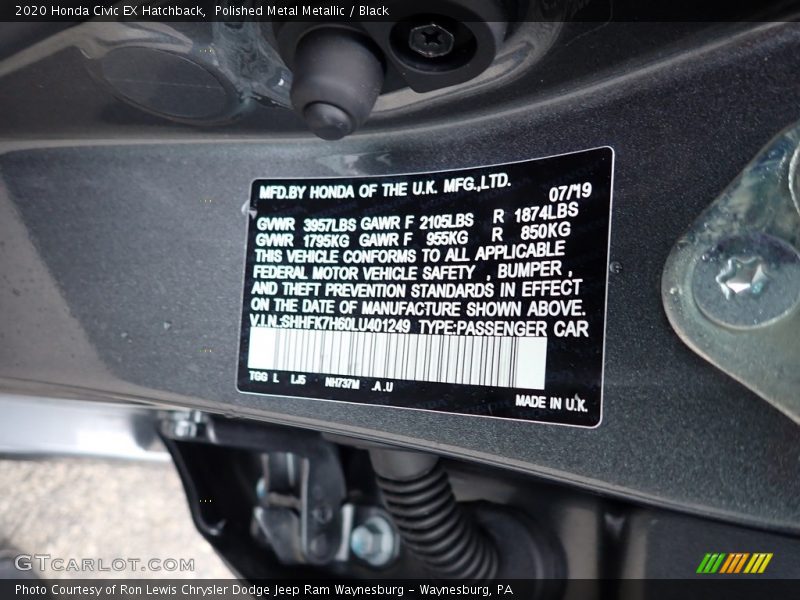 2020 Honda Civic EX Hatchback,  Polished Metal Metallic / Black
MFD.BY HONDA OF THE U.K. MFG.,LTD.
07/19
GVWR 3957LBS GAWR F 2105LBS R 1874LBS
GVWR 1795KG GAWR F 955KG R 850KG
THIS VEHICLE CONFORMS TO ALL APPLICABLE
FEDERAL MOTOR VEHICLE SAFETY , BUMPER ,
AND THEFT PREVENTION STANDARDS IN EFFECT
ON THE DATE OF MANUFACTURE SHOWN ABOVE.
V.I.N.:SHHFK7H60LU401249 TYPE:PASSENGER CAR
TGG L LJ5 NH737M .A .U
MADE IN U.K.
GTCARLOT.COM
Photo Courtesy of Ron Lewis Chrysler Dodge Jeep Ram Waynesburg - Waynesburg, PA